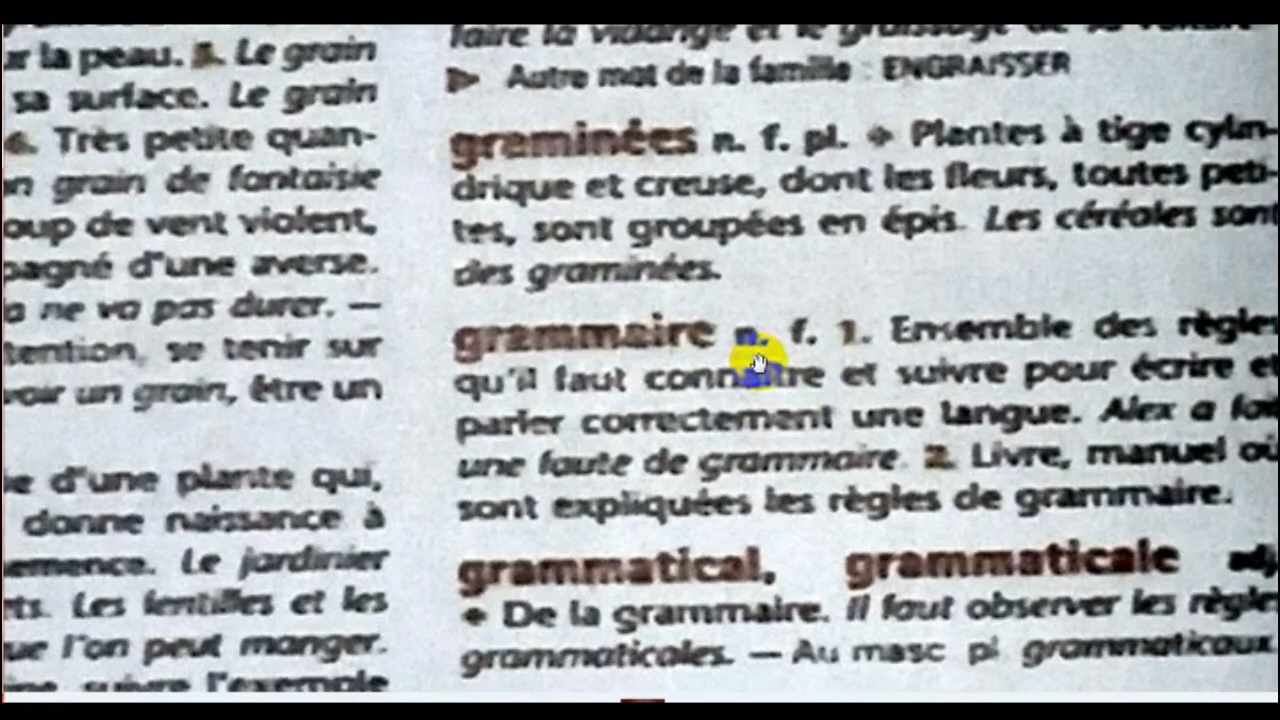 ur la peau. 5. Le grain
sa surface. Le grain
6. Très petite quan-
n grain de fantaisie
oup de vent violent,
pagné d'une averse.
a ne va pas durer. —
tention, se tenir sur
voir un grain, être un
ie d'une plante qui,
donne naissance à
emence. Le jardinier
ts. Les lentilles et les
ue l'on peut manger.
suivre l'exemple
faire la vidange et le graissage de sa voiture
► Autre mot de la famille : ENGRAISSER
graminées n. f. pl. ✦ Plantes à tige cylin-
drique et creuse, dont les fleurs, toutes peti-
tes, sont groupées en épis. Les céréales sont
des graminées.
grammaire n. f. 1. Ensemble des règles
qu'il faut connaître et suivre pour écrire et
parler correctement une langue. Alex a fait
une faute de grammaire. 2. Livre, manuel où
sont expliquées les règles de grammaire.
grammatical, grammaticale adj.
✦ De la grammaire. Il faut observer les règles
grammaticales. — Au masc. pl. grammaticaux.